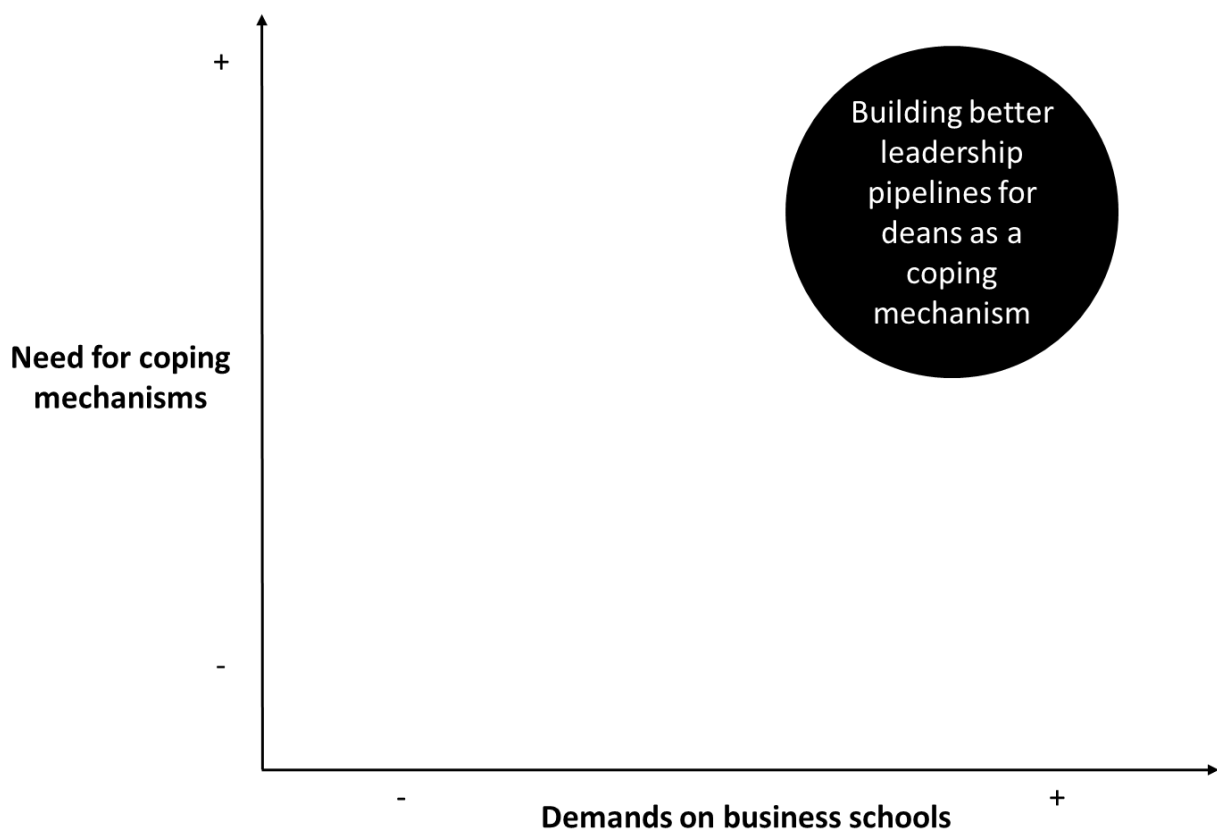 +
Building better
leadership
pipelines for
deans as a
coping
mechanism
Need for coping
mechanisms
-
-
+
Demands on business schools